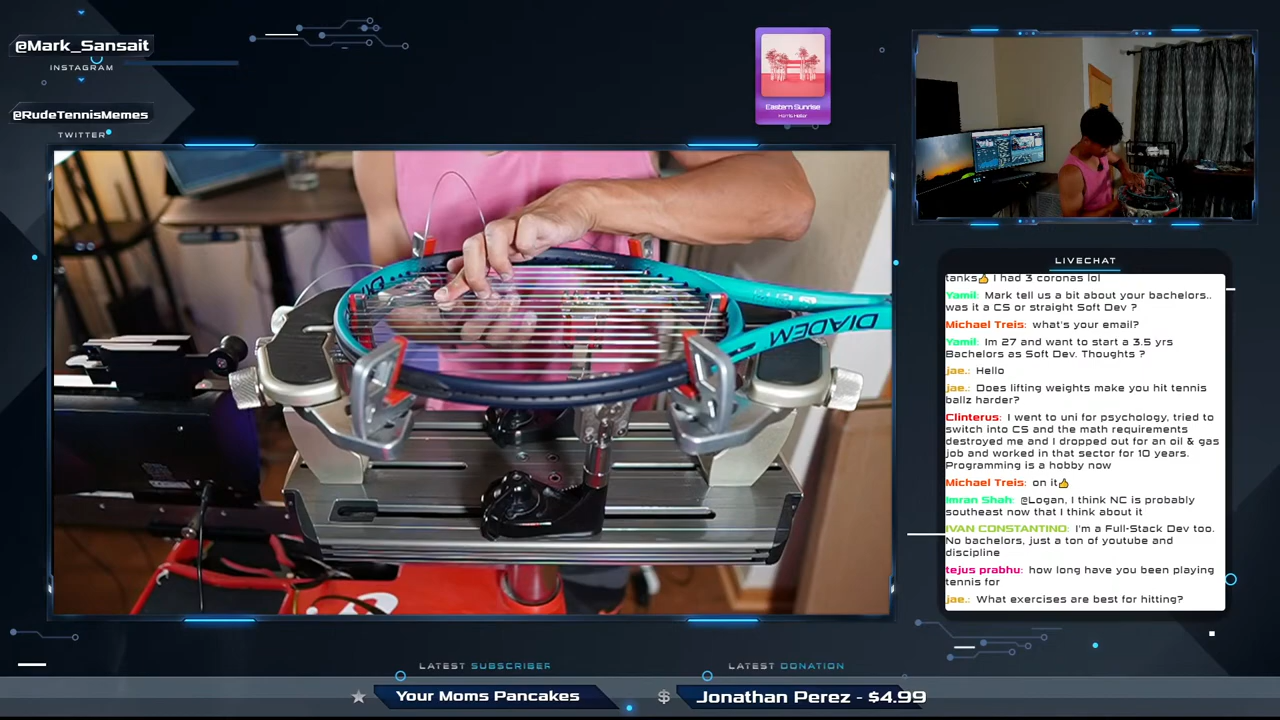 @Mark_Sansait
INSTAGRAM
@RudeTennisMemes
TWITTER
Eastern Sunrise
DIADEM
LIVECHAT
tanks👍 I had 3 coronas lol
Yamil: Mark tell us a bit about your bachelors..
was it a CS or straight Soft Dev ?
Michael Treis: what's your email?
Yamil: Im 27 and want to start a 3.5 yrs
Bachelors as Soft Dev. Thoughts ?
jae.: Hello
jae.: Does lifting weights make you hit tennis
ballz harder?
Clinterus: I went to uni for psychology, tried to
switch into CS and the math requirements
destroyed me and I dropped out for an oil & gas
job and worked in that sector for 10 years.
Programming is a hobby now
Michael Treis: on it👍
Imran Shah: @Logan, I think NC is probably
southeast now that I think about it
IVAN CONSTANTINO: I'm a Full-Stack Dev too.
No bachelors, just a ton of youtube and
discipline
tejus prabhu: how long have you been playing
tennis for
jae.: What exercises are best for hitting?
LATEST SUBSCRIBER
Your Moms Pancakes
LATEST DONATION
$ Jonathan Perez - $4.99